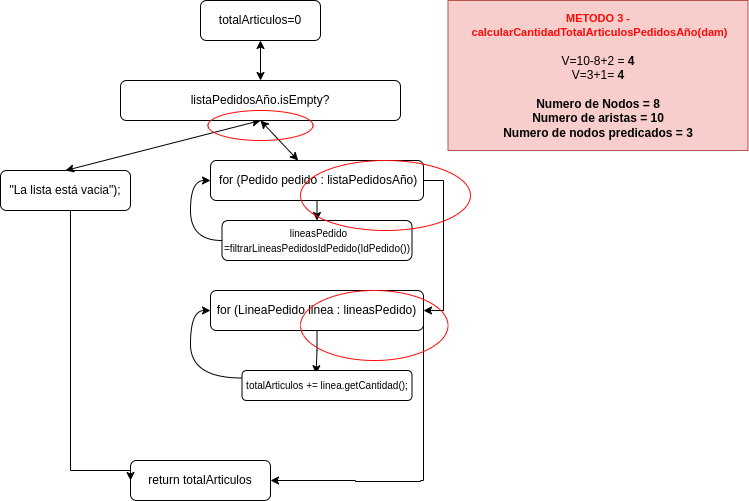 totalArticulos=0
METODO 3 -
calcularCantidadTotalArticulosPedidosAño(dam)
V=10-8+2 = 4
V=3+1= 4
Numero de Nodos = 8
Numero de aristas = 10
Numero de nodos predicados = 3
listaPedidosAño.isEmpty?
"La lista está vacia");
for (Pedido pedido : listaPedidosAño)
lineasPedido
=filtrarLineasPedidosIdPedido(IdPedido())
for (LineaPedido linea : lineasPedido)
totalArticulos += linea.getCantidad();
return totalArticulos